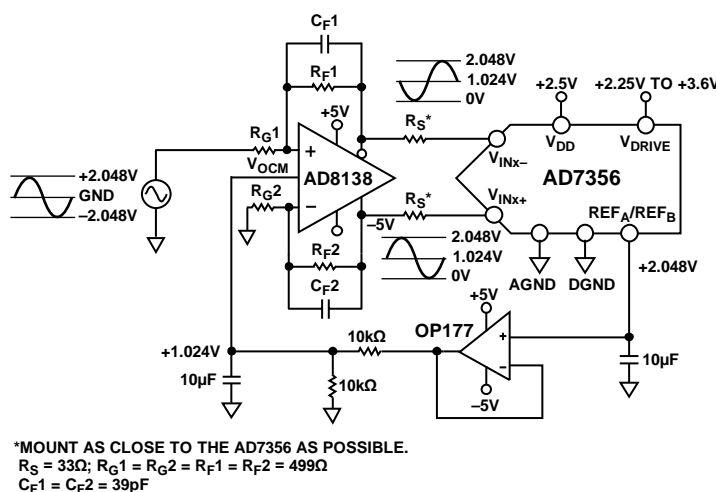 CF1
RF1
+5V
RG1
VOCM
+
AD8138
RG2
–
–5V
RF2
CF2
+2.048V
GND
–2.048V
2.048V
1.024V
0V
RS*
RS*
2.048V
1.024V
0V
+2.5V
+2.25V TO +3.6V
VINx–
VDD
VDRIVE
AD7356
VINx+
REFA/REFB
AGND
DGND
+2.048V
+5V
OP177
+
–
–5V
10µF
10kΩ
+1.024V
10µF
10kΩ
*MOUNT AS CLOSE TO THE AD7356 AS POSSIBLE.
RS = 33Ω; RG1 = RG2 = RF1 = RF2 = 499Ω
CF1 = CF2 = 39pF